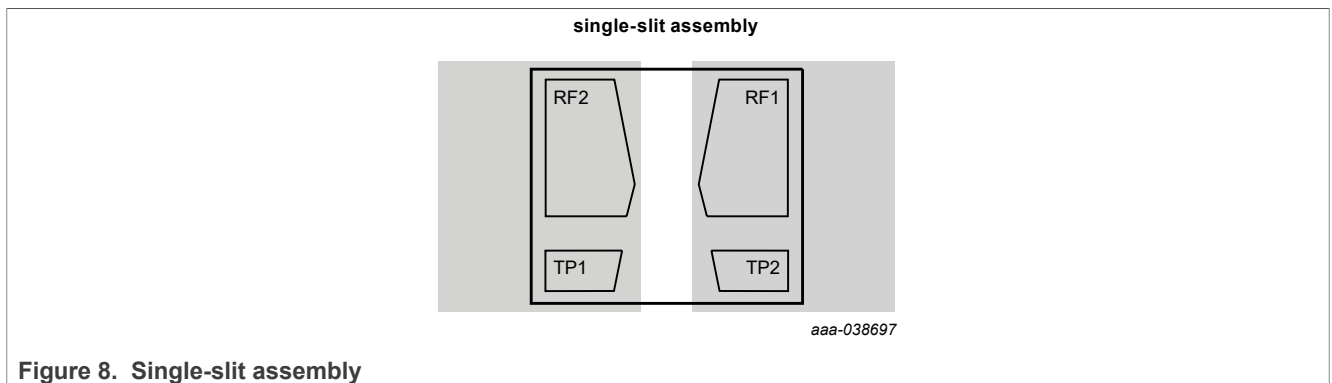 single-slit assembly
RF2
RF1
TP1
TP2
aaa-038697
Figure 8. Single-slit assembly